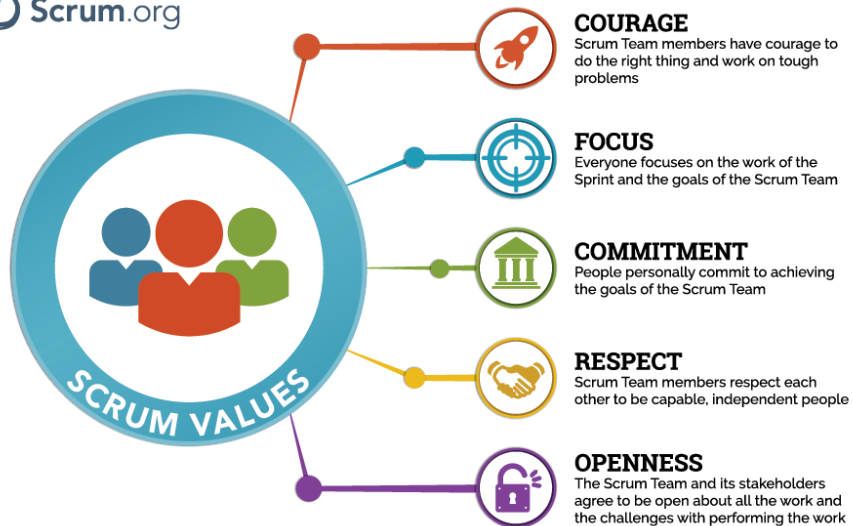 Scrum.org
COURAGE
Scrum Team members have courage to
do the right thing and work on tough
problems
FOCUS
Everyone focuses on the work of the
Sprint and the goals of the Scrum Team
COMMITMENT
People personally commit to achieving
the goals of the Scrum Team
RESPECT
Scrum Team members respect each
other to be capable, independent people
OPENNESS
The Scrum Team and its stakeholders
agree to be open about all the work and
the challenges with performing the work
SCRUM VALUES